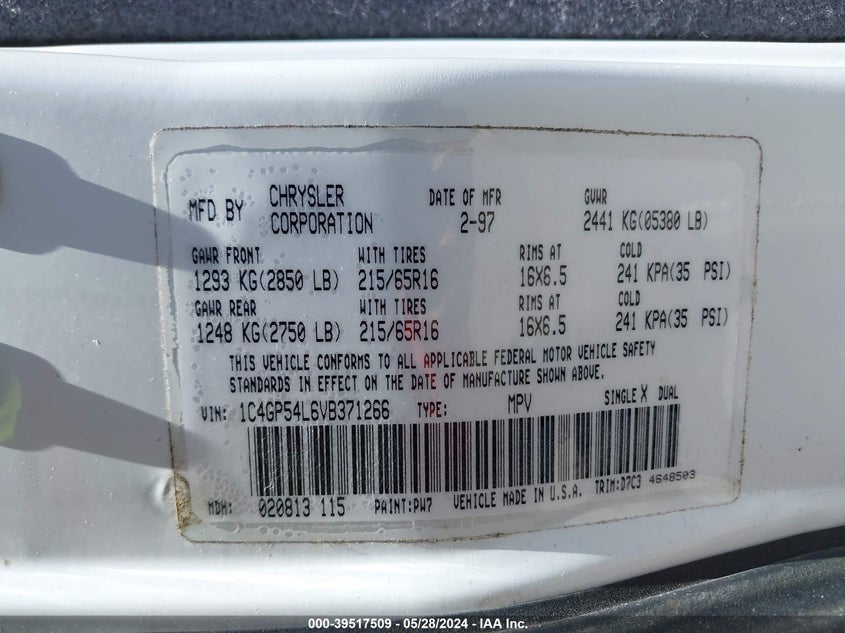 MFD BY CHRYSLER CORPORATION DATE OF MFR 2-97 GVWR 2441 KG(05380 LB)
GAWR FRONT WITH TIRES RIMS AT COLD
1293 KG(2850 LB) 215/65R16 16X6.5 241 KPA(35 PSI)
GAWR REAR WITH TIRES RIMS AT COLD
1248 KG(2750 LB) 215/65R16 16X6.5 241 KPA(35 PSI)
THIS VEHICLE CONFORMS TO ALL APPLICABLE FEDERAL MOTOR VEHICLE SAFETY
STANDARDS IN EFFECT ON THE DATE OF MANUFACTURE SHOWN ABOVE.
VIN: 1C4GP54L6VB371266 TYPE: MPV SINGLE X DUAL
MDH: 020813 115 PAINT:PW7 VEHICLE MADE IN U.S.A. TRIM:D7C3 4648503
000-39517509 - 05/28/2024 - IAA Inc.